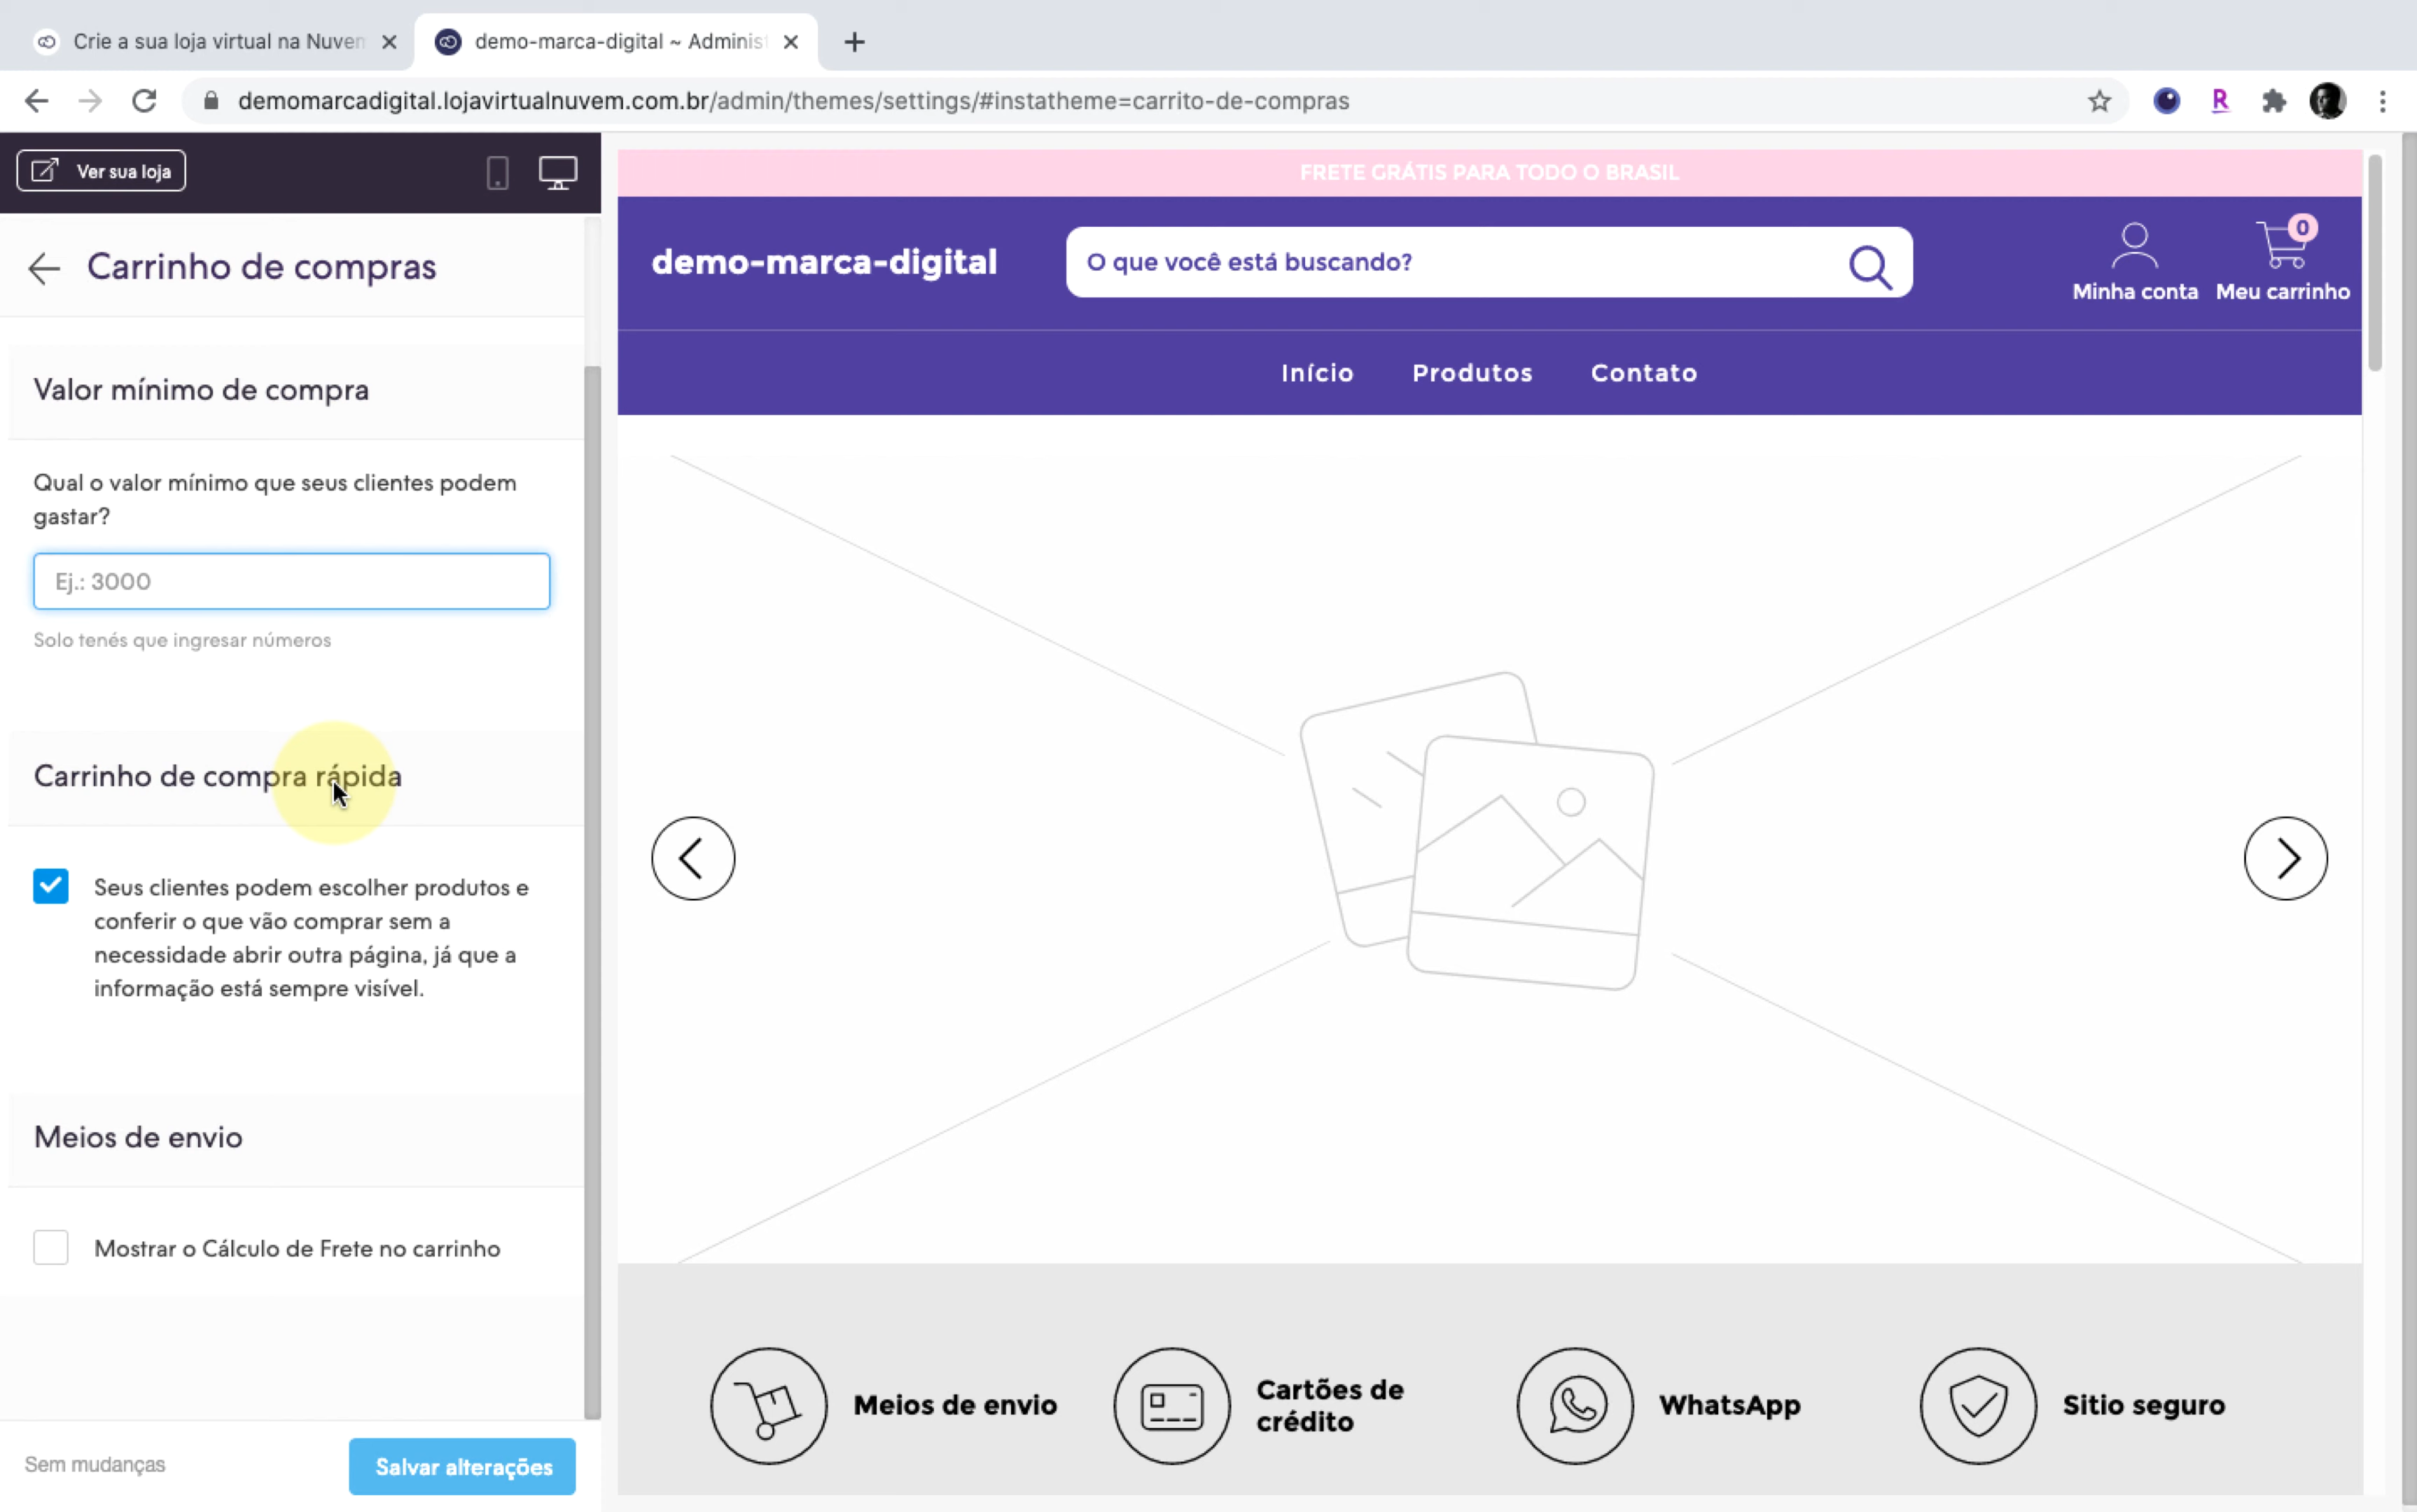 Crie a sua loja virtual na Nuven
demo-marca-digital ~ Adminis
demomarcadigital.lojavirtualnuvem.com.br/admin/themes/settings/#instatheme=carrito-de-compras
R
Ver sua loja
Carrinho de compras
Valor mínimo de compra
Qual o valor mínimo que seus clientes podem
gastar?
Ej.: 3000
Solo tenés que ingresar números
Carrinho de compra rápida
Seus clientes podem escolher produtos e
conferir o que vão comprar sem a
necessidade abrir outra página, já que a
informação está sempre visível.
Meios de envio
Mostrar o Cálculo de Frete no carrinho
Sem mudanças
Salvar alterações
FRETE GRÁTIS PARA TODO O BRASIL
demo-marca-digital
O que você está buscando?
Minha conta
0
Meu carrinho
Início
Produtos
Contato
Meios de envio
Cartões de
crédito
WhatsApp
Sitio seguro